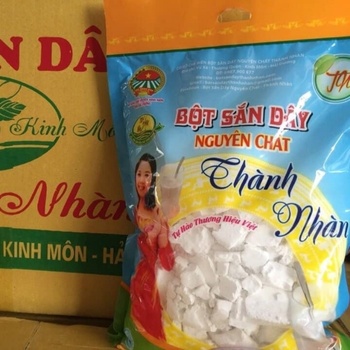 N DÂ
Kinh Mô
Nhàn
KINH MÔN - HẢ
BỘT SẮN DÂY
NGUYÊN CHẤT
Thành
Nhàn
Tự Hào Thương Hiệu Việt